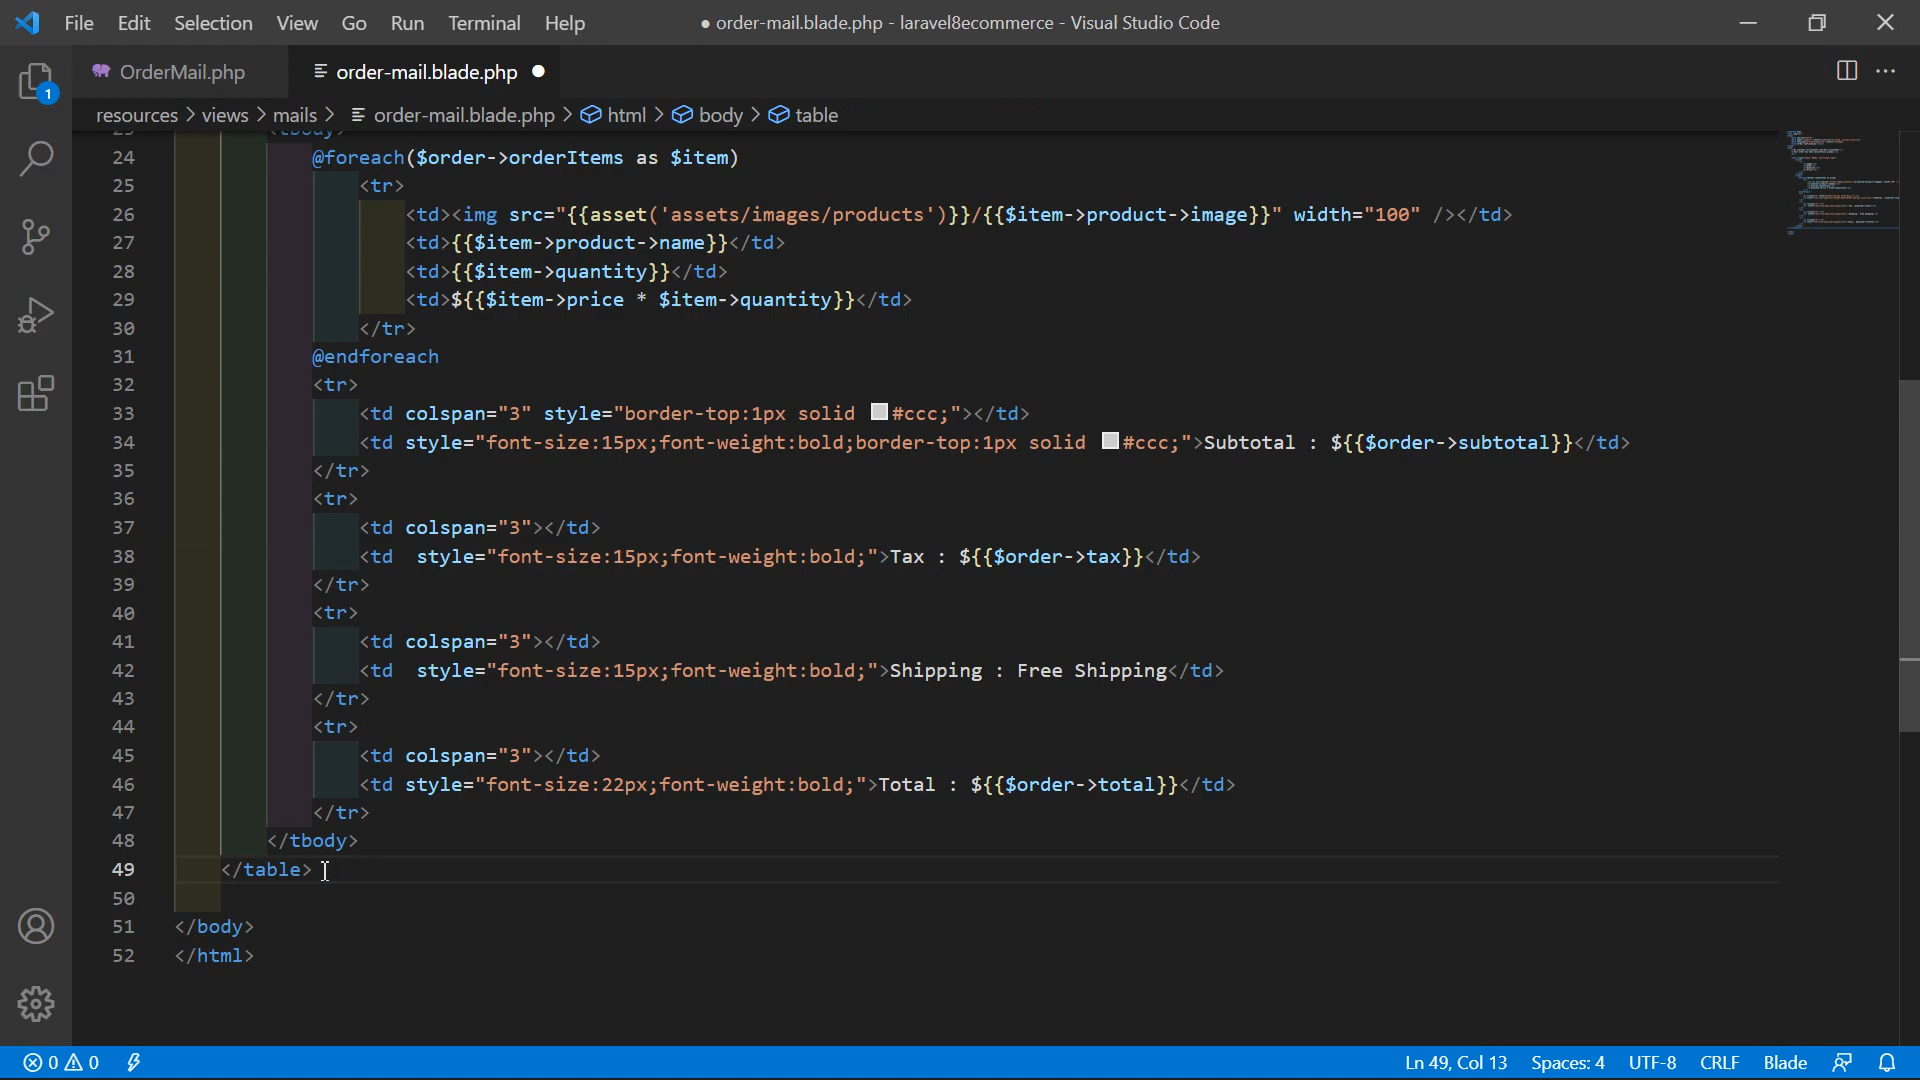 File Edit Selection View Go Run Terminal Help ● order-mail.blade.php - laravel8ecommerce - Visual Studio Code
OrderMail.php order-mail.blade.php
1
resources > views > mails > order-mail.blade.php > html > body > table
23 <tbody>
24 @foreach($order->orderItems as $item)
25 <tr>
26 <td><img src="{{asset('assets/images/products')}}/{{$item->product->image}}" width="100" /></td>
27 <td>{{$item->product->name}}</td>
28 <td>{{$item->quantity}}</td>
29 <td>${{$item->price * $item->quantity}}</td>
30 </tr>
31 @endforeach
32 <tr>
33 <td colspan="3" style="border-top:1px solid #ccc;"></td>
34 <td style="font-size:15px;font-weight:bold;border-top:1px solid #ccc;">Subtotal : ${{$order->subtotal}}</td>
35 </tr>
36 <tr>
37 <td colspan="3"></td>
38 <td  style="font-size:15px;font-weight:bold;">Tax : ${{$order->tax}}</td>
39 </tr>
40 <tr>
41 <td colspan="3"></td>
42 <td  style="font-size:15px;font-weight:bold;">Shipping : Free Shipping</td>
43 </tr>
44 <tr>
45 <td colspan="3"></td>
46 <td style="font-size:22px;font-weight:bold;">Total : ${{$order->total}}</td>
47 </tr>
48 </tbody>
49 </table>
50
51 </body>
52 </html>
0 0 Ln 49, Col 13 Spaces: 4 UTF-8 CRLF Blade